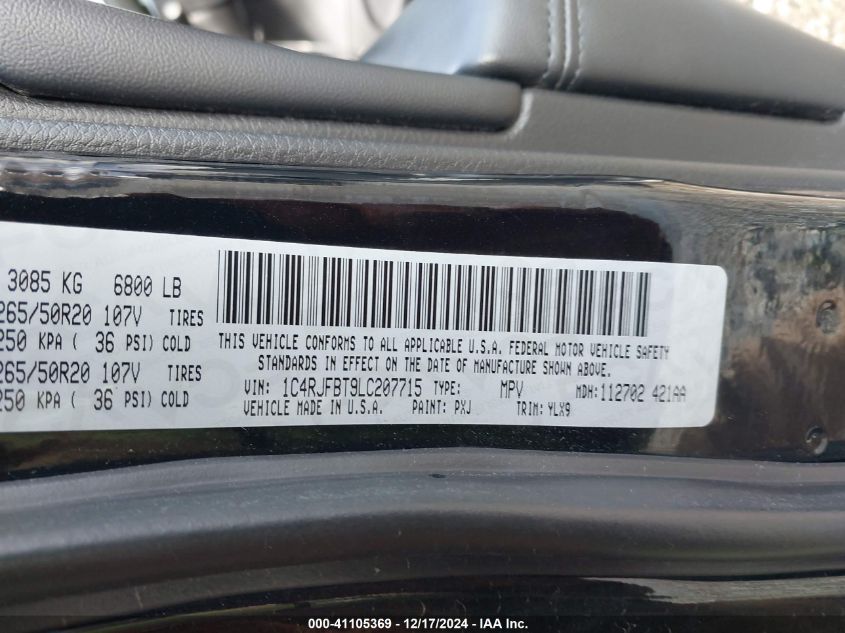 3085 KG 6800 LB
265/50R20 107V TIRES
250 KPA ( 36 PSI) COLD
265/50R20 107V TIRES
250 KPA ( 36 PSI) COLD
THIS VEHICLE CONFORMS TO ALL APPLICABLE U.S.A. FEDERAL MOTOR VEHICLE SAFETY
STANDARDS IN EFFECT ON THE DATE OF MANUFACTURE SHOWN ABOVE.
VIN: 1C4RJFBT9LC207715 TYPE: MPV MDH:112702 421AA
VEHICLE MADE IN U.S.A. PAINT: PXJ TRIM: YLX9
000-41105369 - 12/17/2024 - IAA Inc.